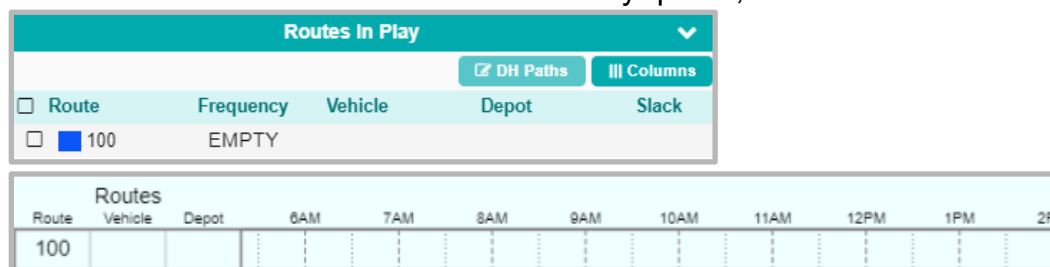 Routes In Play
DH Paths Columns
Route Frequency Vehicle Depot Slack
100 EMPTY
Routes
Route Vehicle Depot 6AM 7AM 8AM 9AM 10AM 11AM 12PM 1PM
100